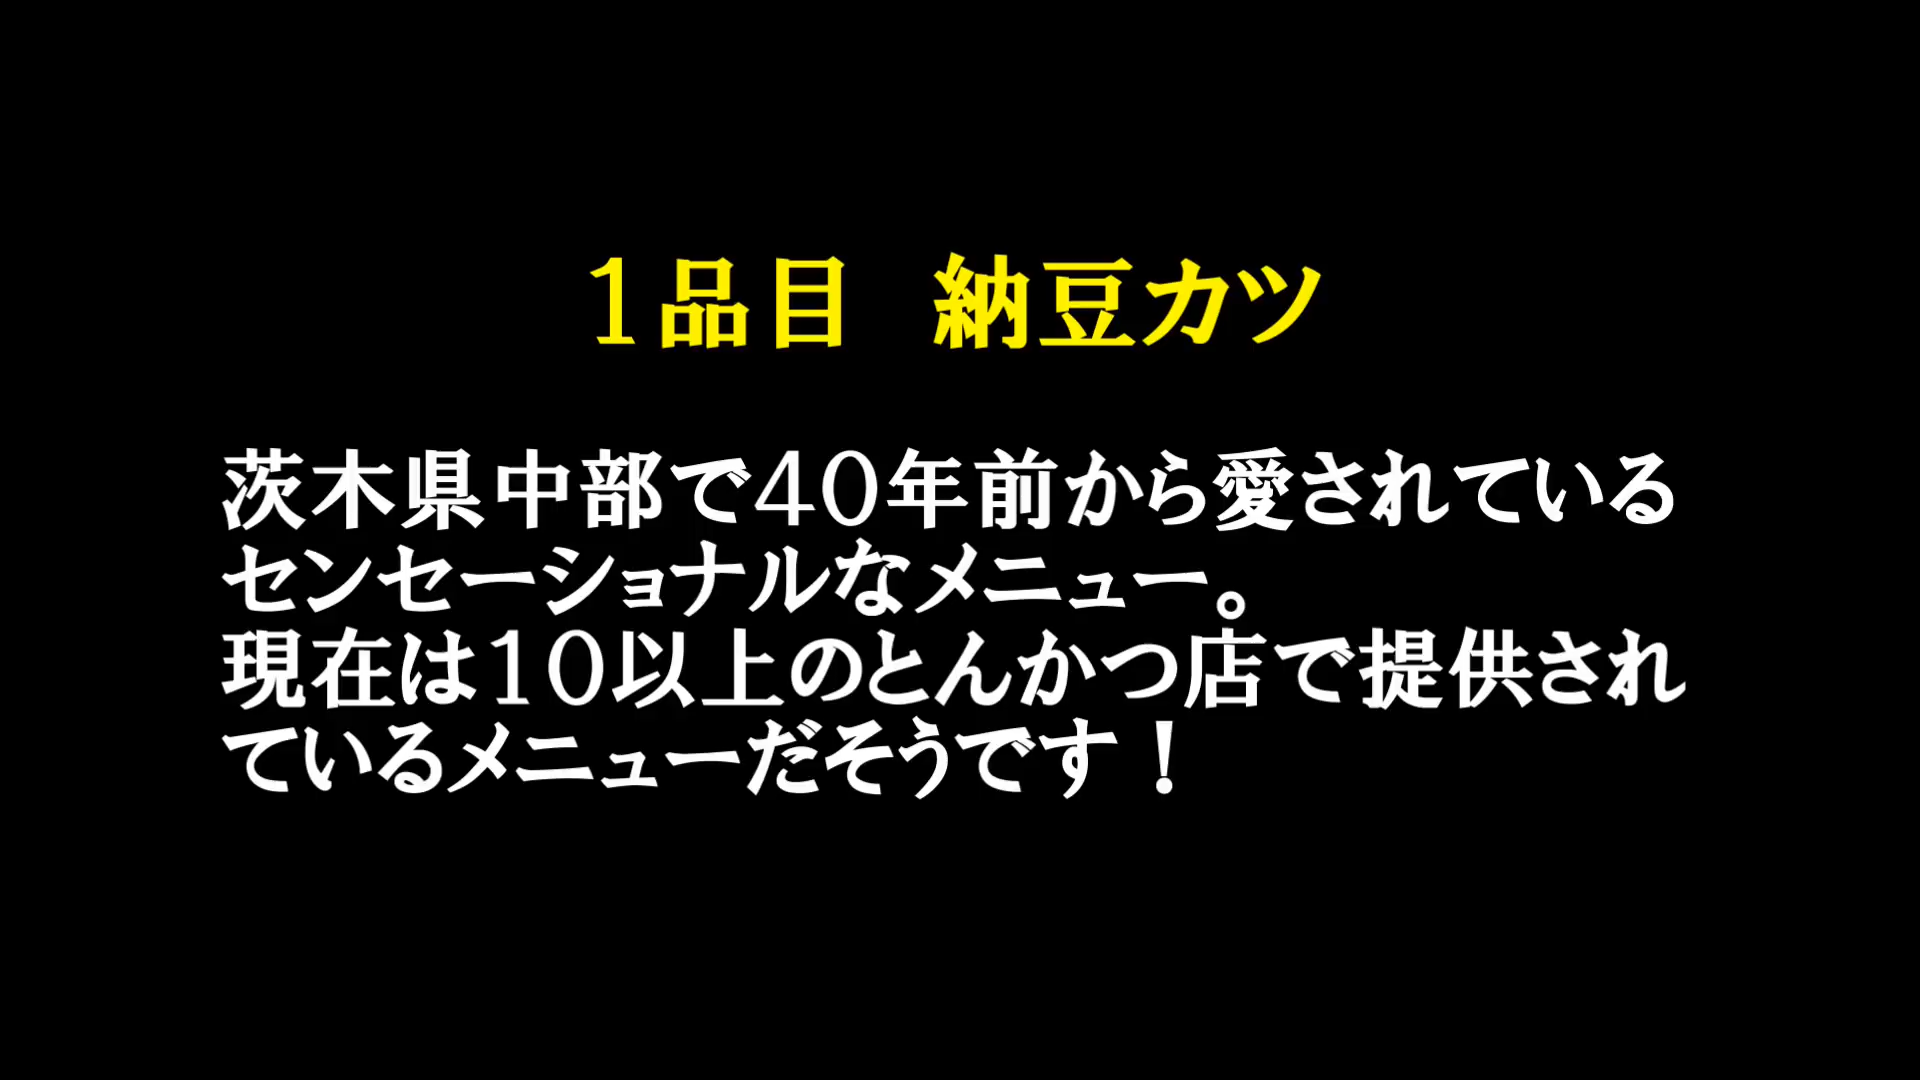 1品目　納豆カツ
茨木県中部で40年前から愛されている
センセーショナルなメニュー。
現在は10以上のとんかつ店で提供され
ているメニューだそうです！